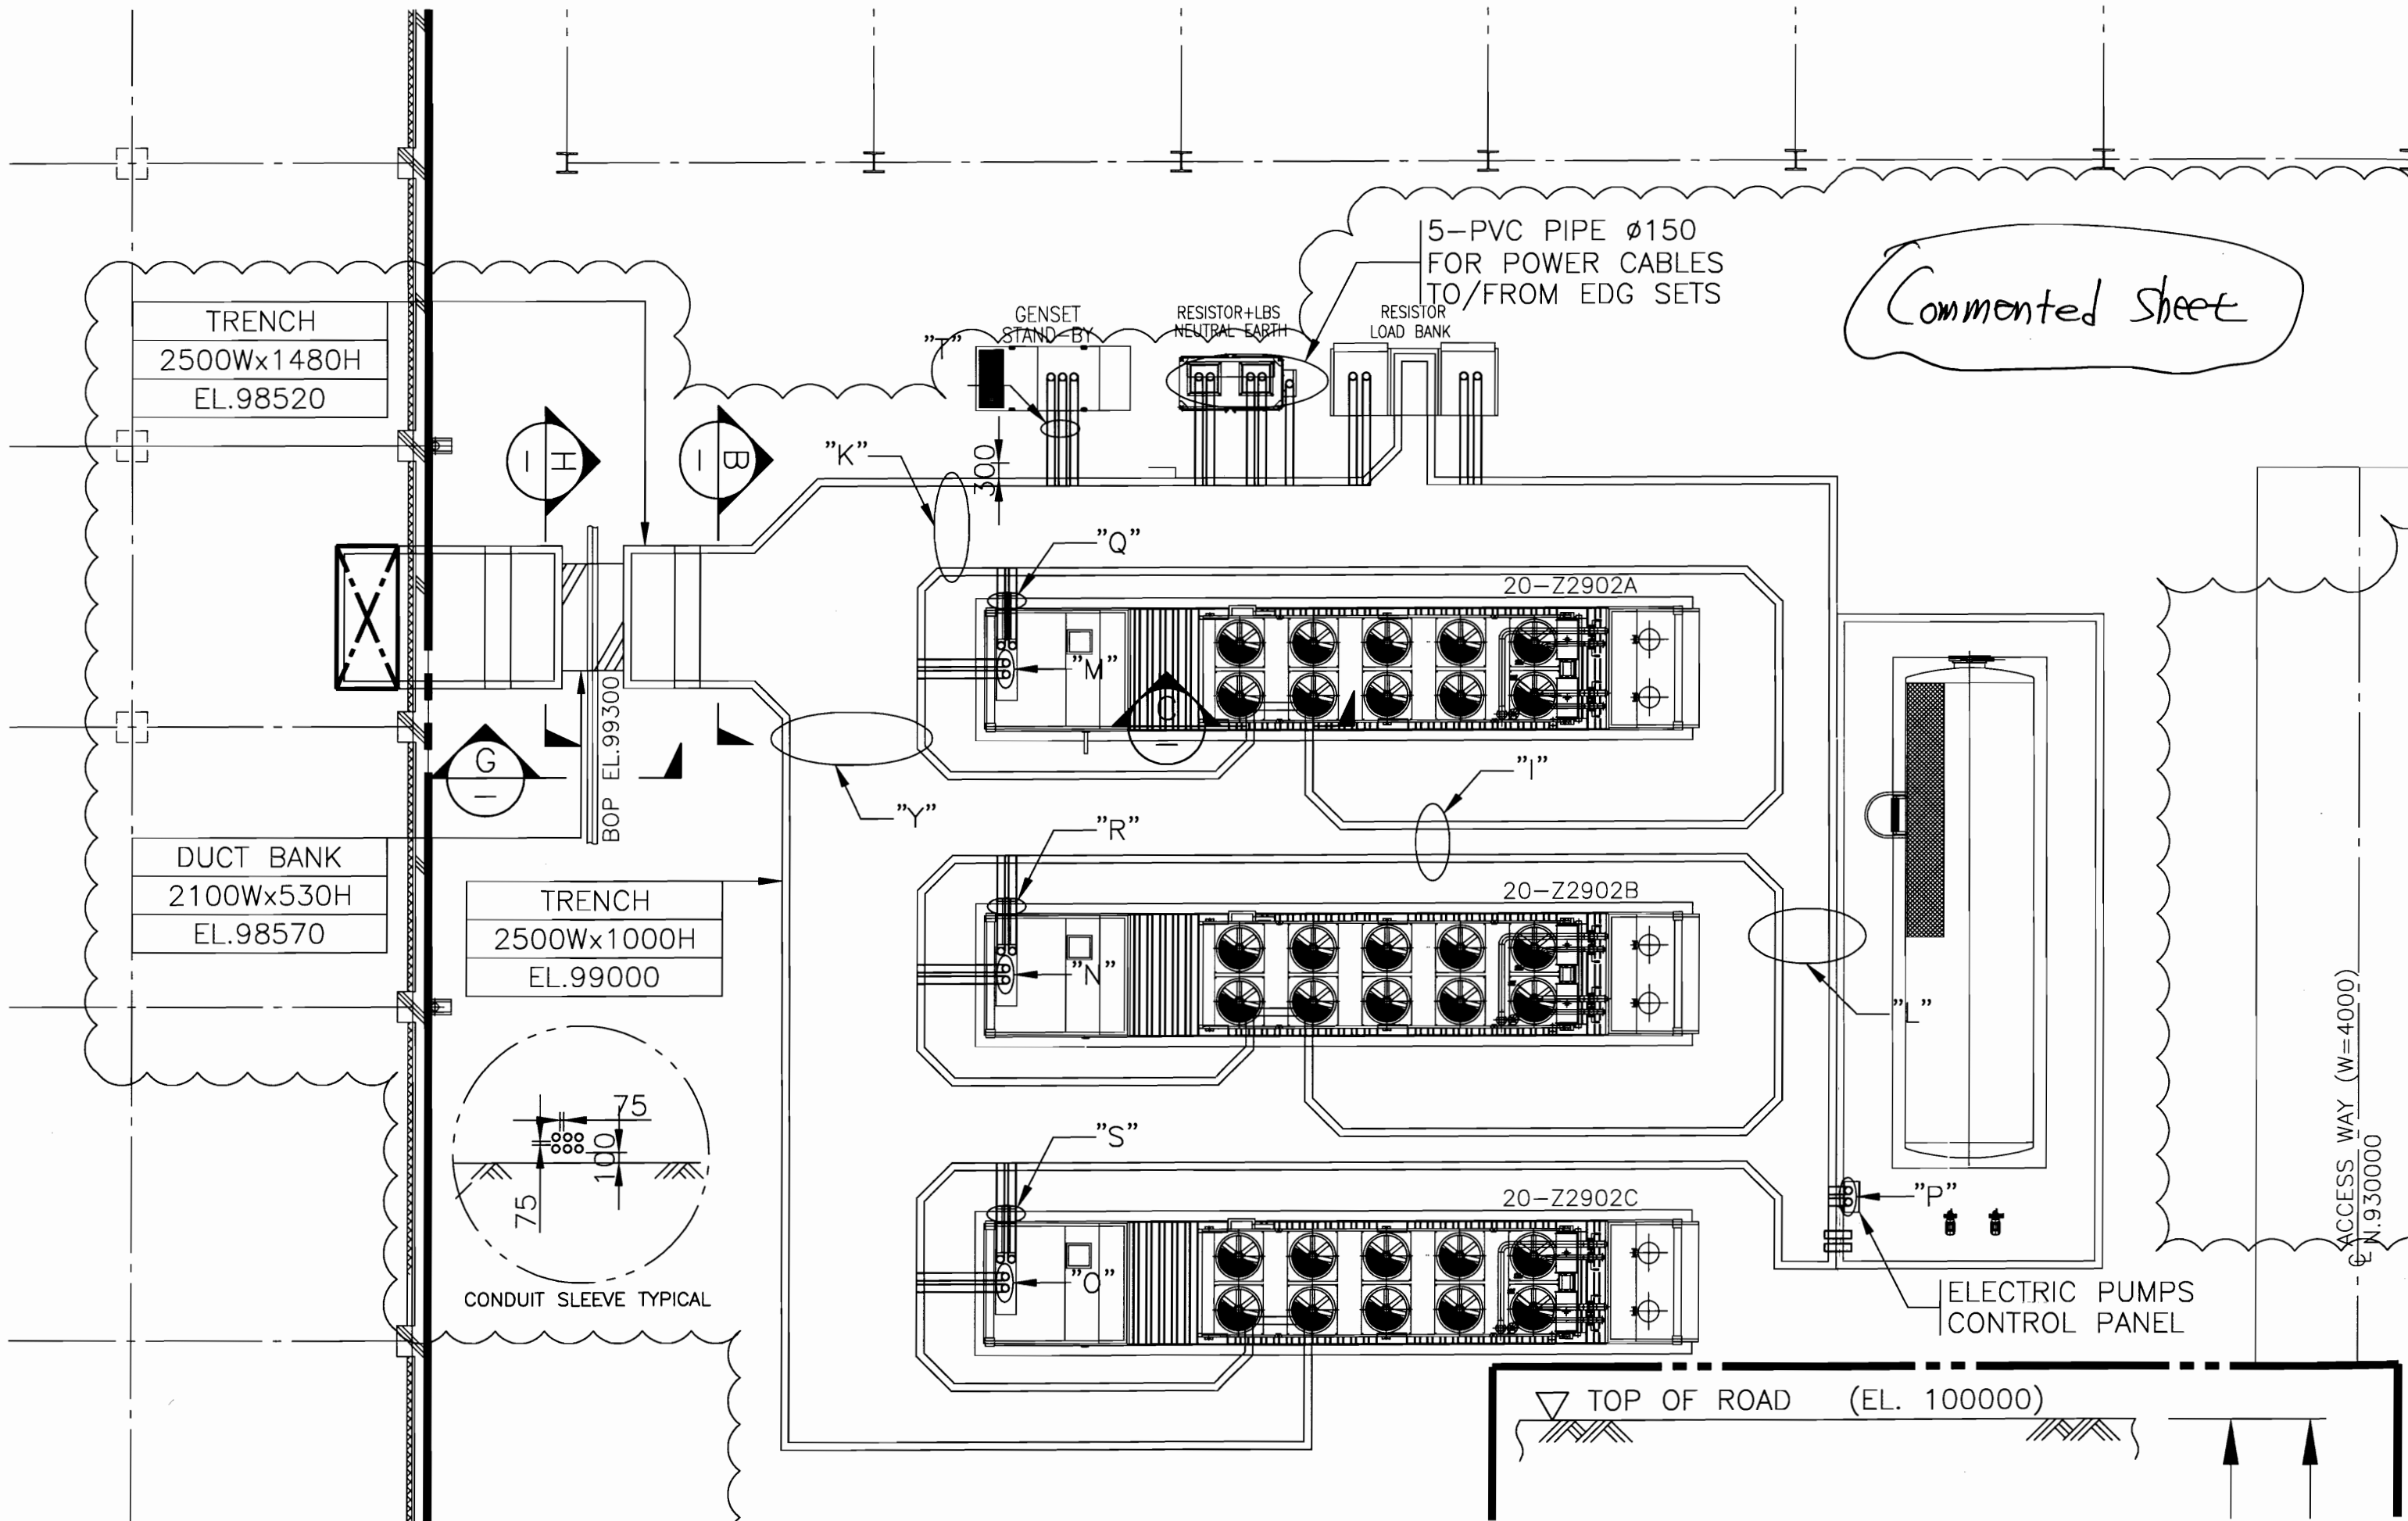 5-PVC PIPE ø150
FOR POWER CABLES
TO/FROM EDG SETS
Commented Sheet
TRENCH
2500Wx1480H
EL.98520
GENSET
STAND-BY
RESISTOR+LBS
NEUTRAL EARTH
RESISTOR
LOAD BANK
"T"
"K"
300
H
B
"Q"
20-Z2902A
"M"
C
G
BOP EL.99300
"Y"
"I"
"R"
DUCT BANK
2100Wx530H
EL.98570
TRENCH
2500Wx1000H
EL.99000
20-Z2902B
"N"
"L"
75
100
75
CONDUIT SLEEVE TYPICAL
"S"
20-Z2902C
"O"
"P"
ELECTRIC PUMPS
CONTROL PANEL
℄ ACCESS WAY (W=4000)
N.930000
TOP OF ROAD (EL. 100000)